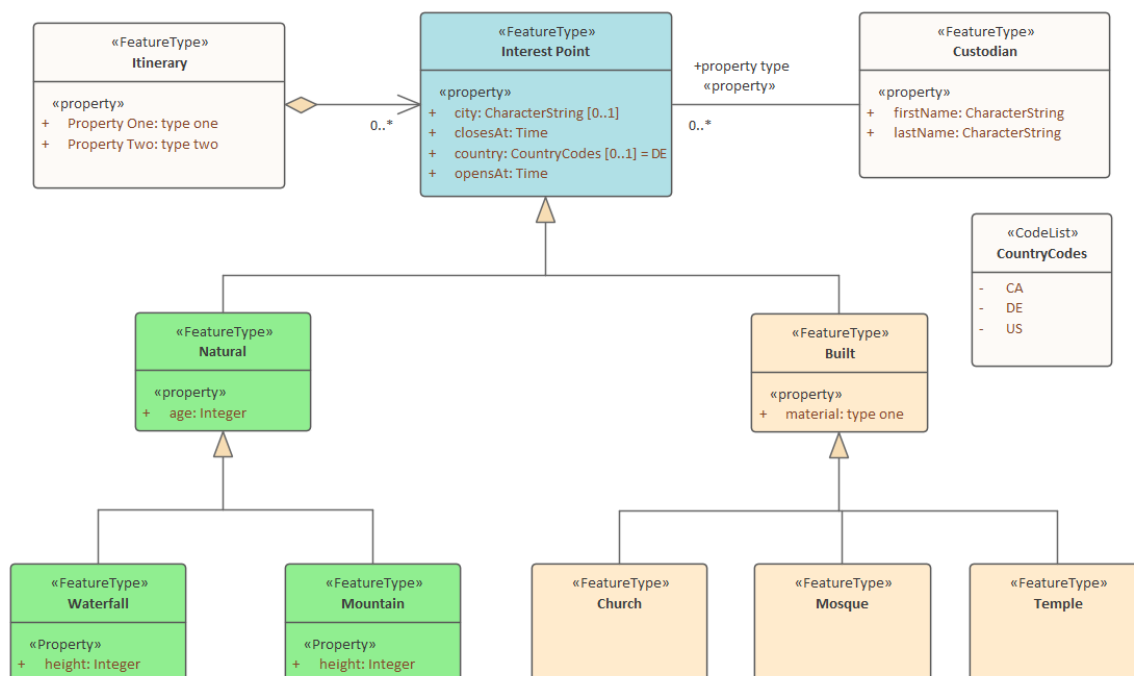 «FeatureType»
Itinerary
«property»
+ Property One: type one
+ Property Two: type two
0..*
«FeatureType»
Interest Point
«property»
+ city: CharacterString [0..1]
+ closesAt: Time
+ country: CountryCodes [0..1] = DE
+ opensAt: Time
+property type
«property»
0..*
«FeatureType»
Custodian
«property»
+ firstName: CharacterString
+ lastName: CharacterString
«CodeList»
CountryCodes
- CA
- DE
- US
«FeatureType»
Natural
«property»
+ age: Integer
«FeatureType»
Built
«property»
+ material: type one
«FeatureType»
Waterfall
«Property»
+ height: Integer
«FeatureType»
Mountain
«Property»
+ height: Integer
«FeatureType»
Church
«FeatureType»
Mosque
«FeatureType»
Temple